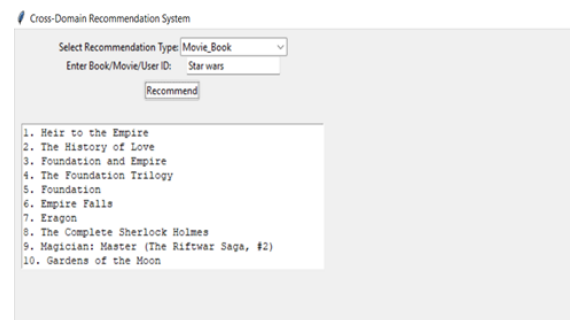 Cross-Domain Recommendation System
Select Recommendation Type: Movie_Book
Enter Book/Movie/User ID: Star wars
Recommend
1. Heir to the Empire
2. The History of Love
3. Foundation and Empire
4. The Foundation Trilogy
5. Foundation
6. Empire Falls
7. Eragon
8. The Complete Sherlock Holmes
9. Magician: Master (The Riftwar Saga, #2)
10. Gardens of the Moon